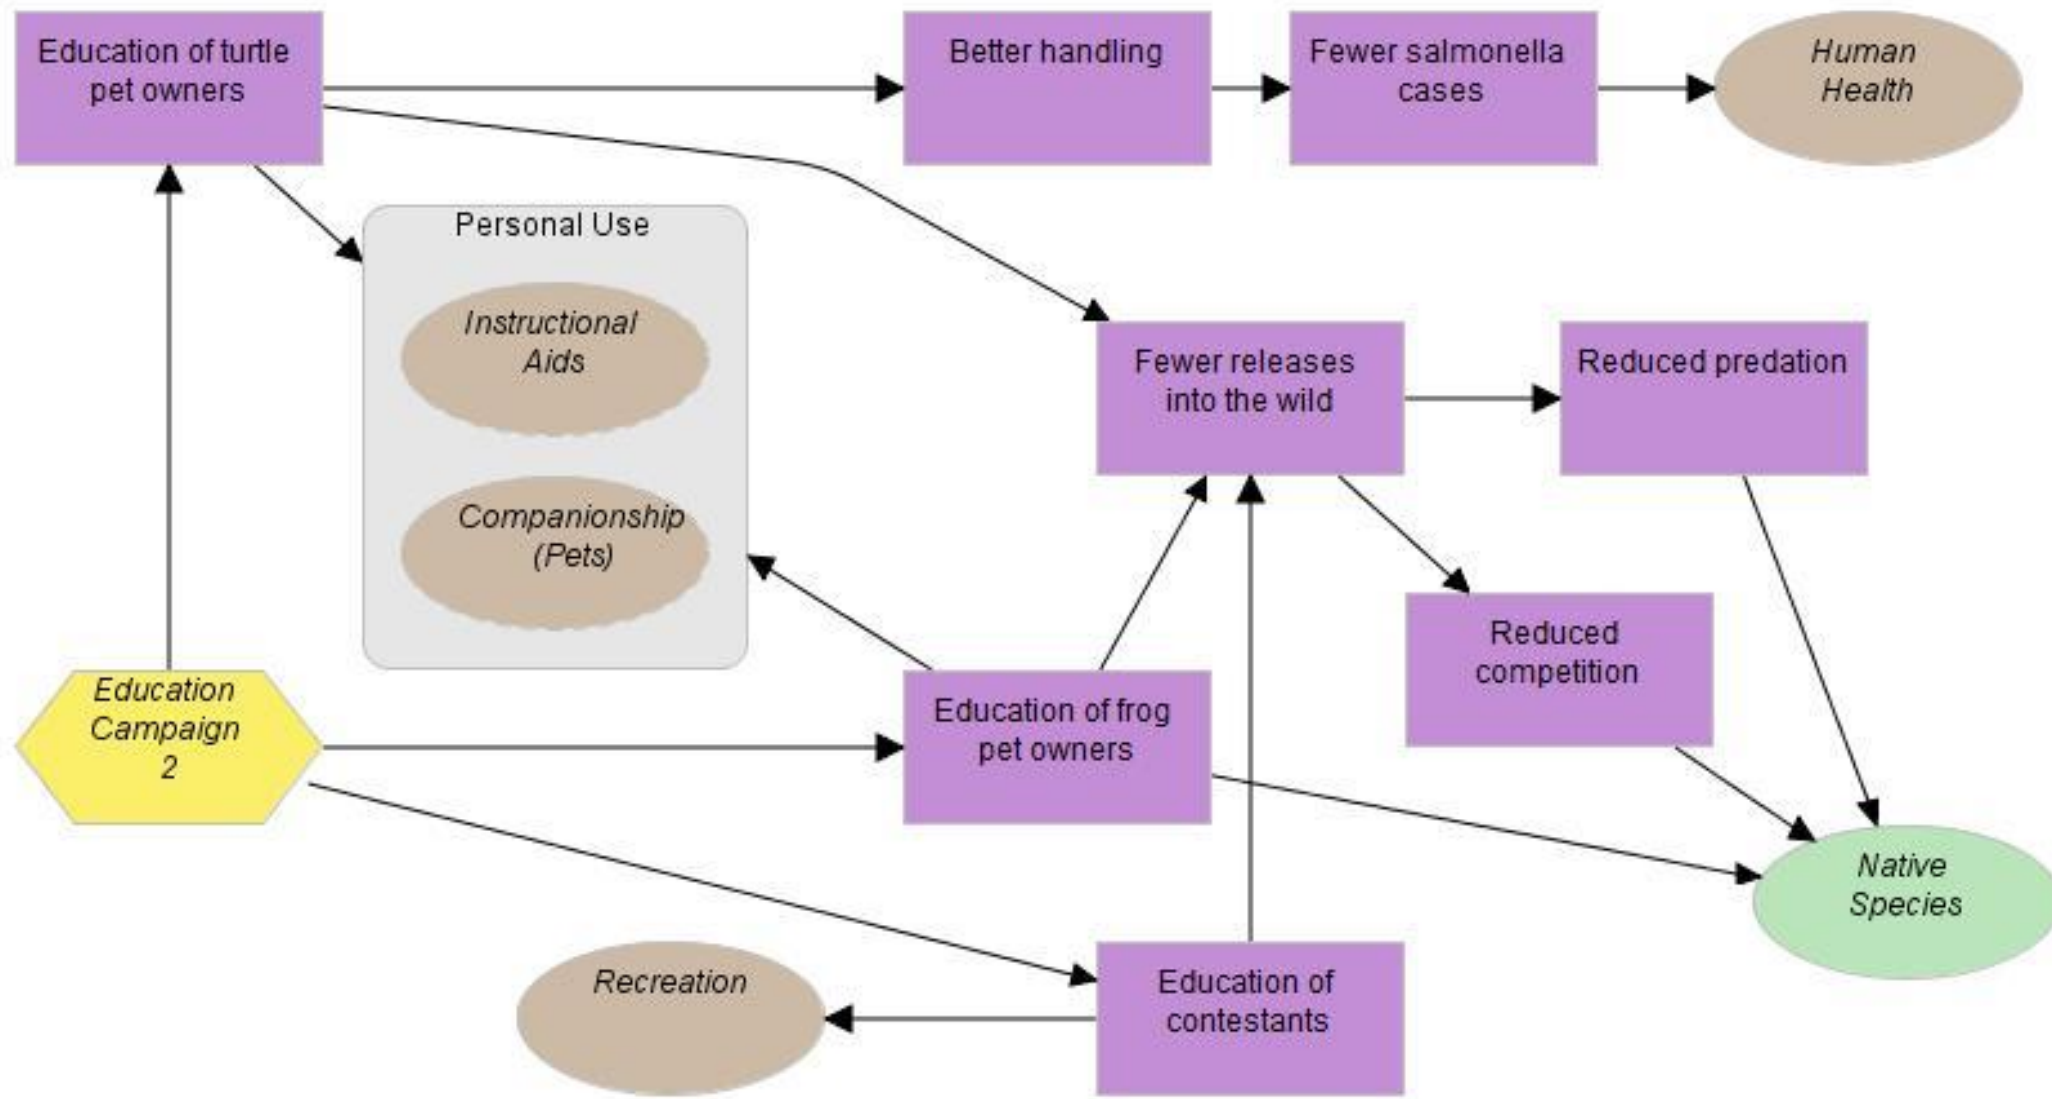 Education of turtle
pet owners
Better handling
Fewer salmonella
cases
Human
Health
Personal Use
Instructional
Aids
Companionship
(Pets)
Fewer releases
into the wild
Reduced predation
Reduced
competition
Education
Campaign
2
Education of frog
pet owners
Native
Species
Recreation
Education of
contestants